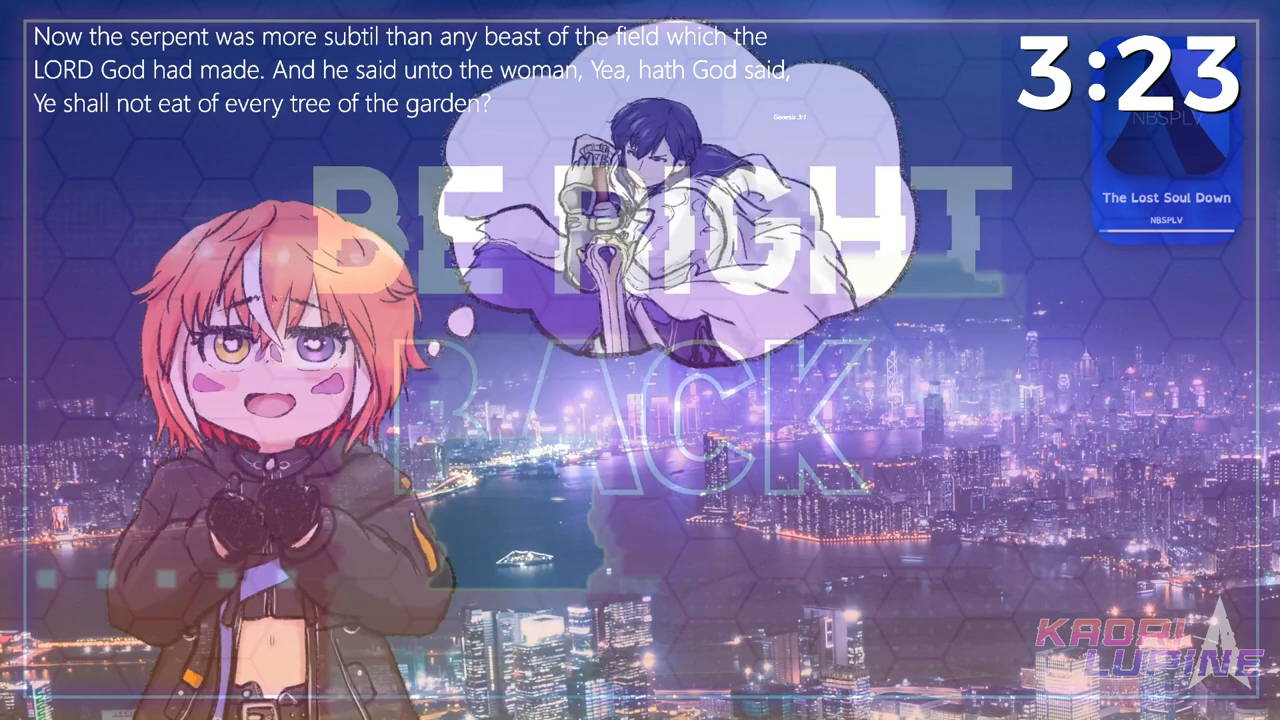 Now the serpent was more subtil than any beast of the field which the
LORD God had made. And he said unto the woman, Yea, hath God said,
Ye shall not eat of every tree of the garden?
Genesis 3:1
3:23
NBSPLV
The Lost Soul Down
NBSPLV
BE RIGHT
BACK
KAORI
LUPINE